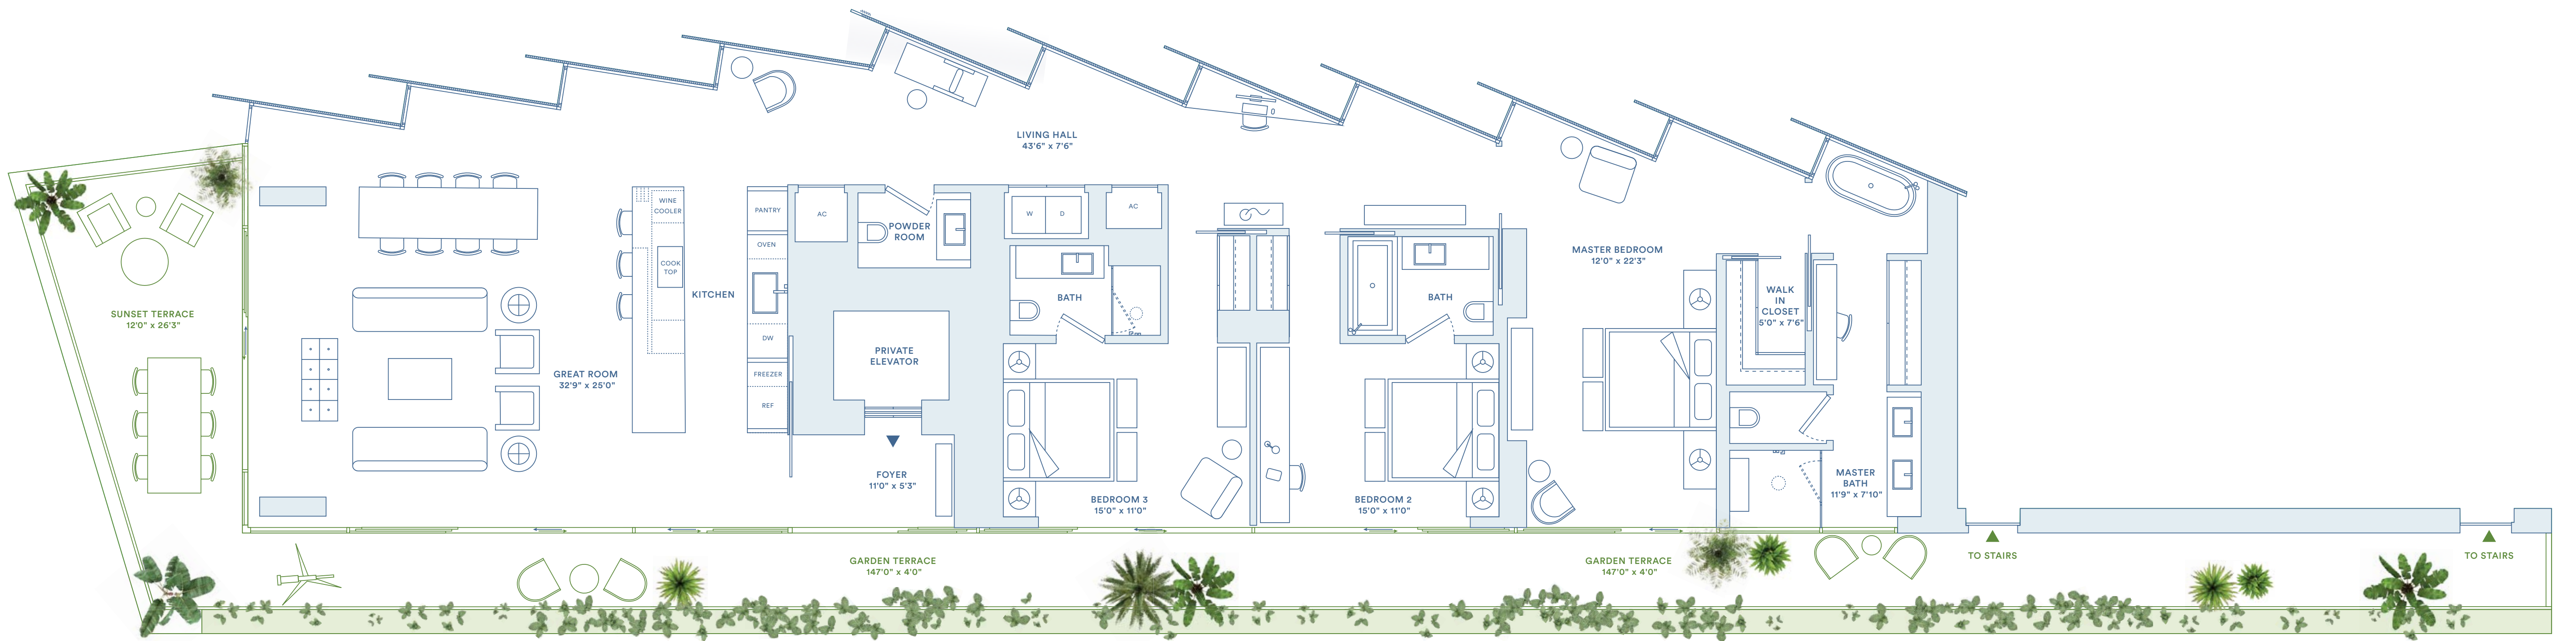 LIVING HALL
43'6" x 7'6"
SUNSET TERRACE
12'0" x 26'3"
GREAT ROOM
32'9" x 25'0"
WINE
COOLER
COOK
TOP
KITCHEN
PANTRY
OVEN
DW
FREEZER
REF
AC
POWDER
ROOM
PRIVATE
ELEVATOR
FOYER
11'0" x 5'3"
W
D
AC
BATH
BEDROOM 3
15'0" x 11'0"
BATH
BEDROOM 2
15'0" x 11'0"
MASTER BEDROOM
12'0" x 22'3"
WALK
IN
CLOSET
5'0" x 7'6"
MASTER
BATH
11'9" x 7'10"
GARDEN TERRACE
147'0" x 4'0"
GARDEN TERRACE
147'0" x 4'0"
TO STAIRS
TO STAIRS